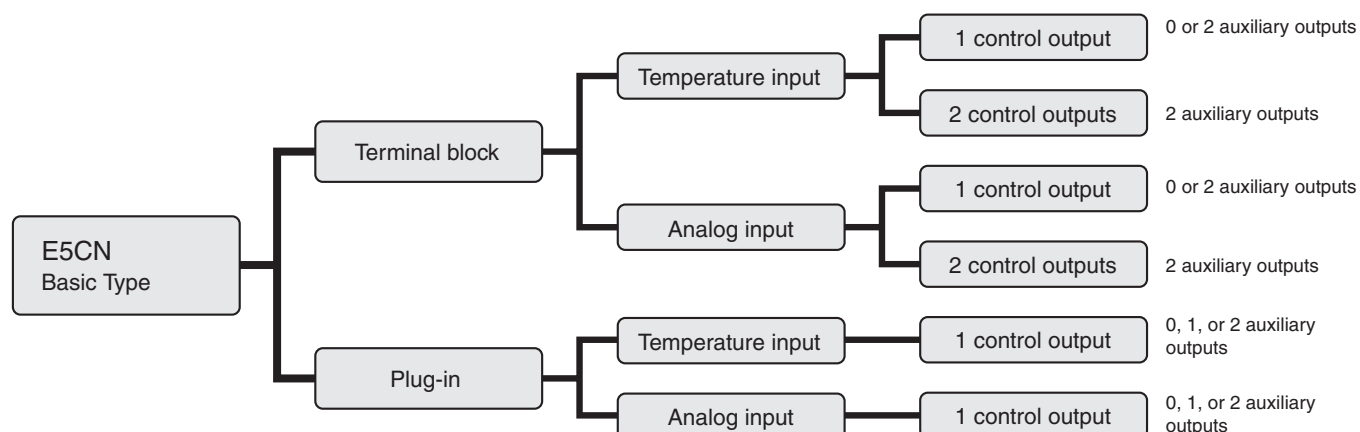 E5CN
Basic Type
Terminal block
Temperature input
1 control output
0 or 2 auxiliary outputs
2 control outputs
2 auxiliary outputs
Analog input
1 control output
0 or 2 auxiliary outputs
2 control outputs
2 auxiliary outputs
Plug-in
Temperature input
1 control output
0, 1, or 2 auxiliary
outputs
Analog input
1 control output
0, 1, or 2 auxiliary
outputs